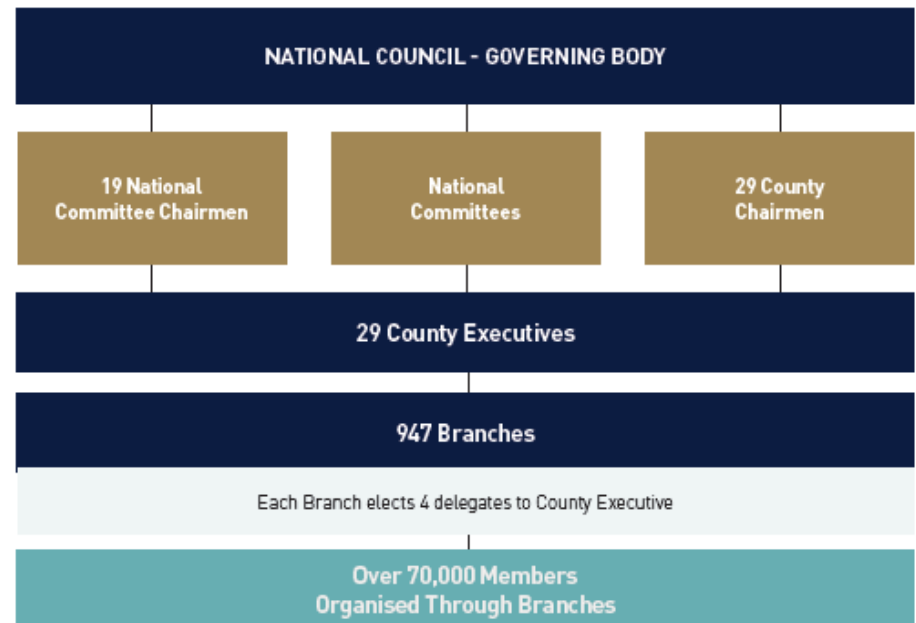 NATIONAL COUNCIL - GOVERNING BODY
19 National
Committee Chairmen
National
Committees
29 County
Chairmen
29 County Executives
947 Branches
Each Branch elects 4 delegates to County Executive
Over 70,000 Members
Organised Through Branches